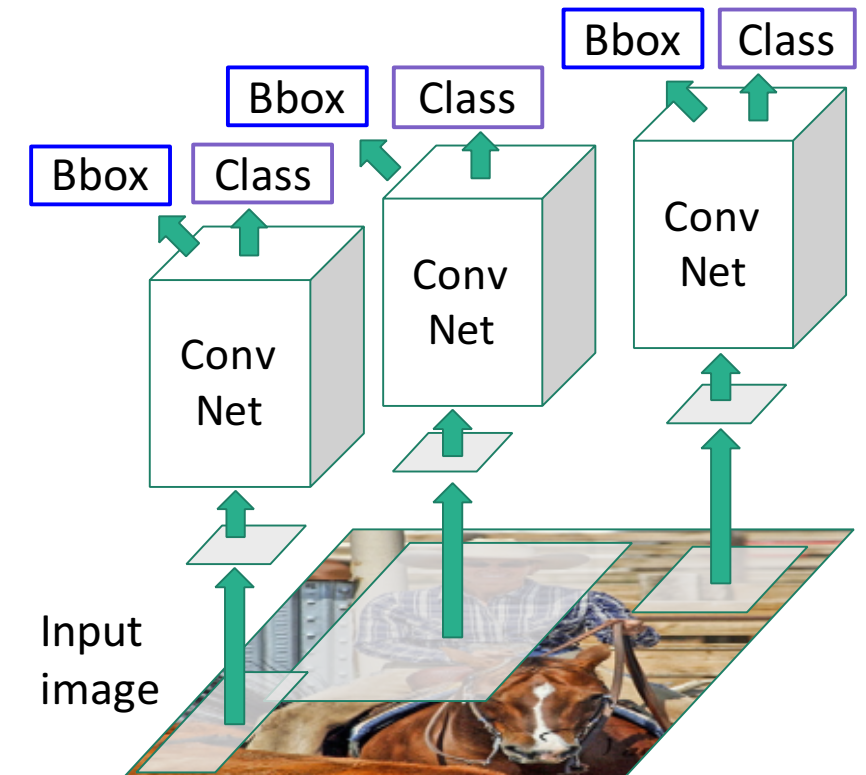 Bbox Class
Bbox Class
Bbox Class
Conv
Net
Conv
Net
Conv
Net
Input
image